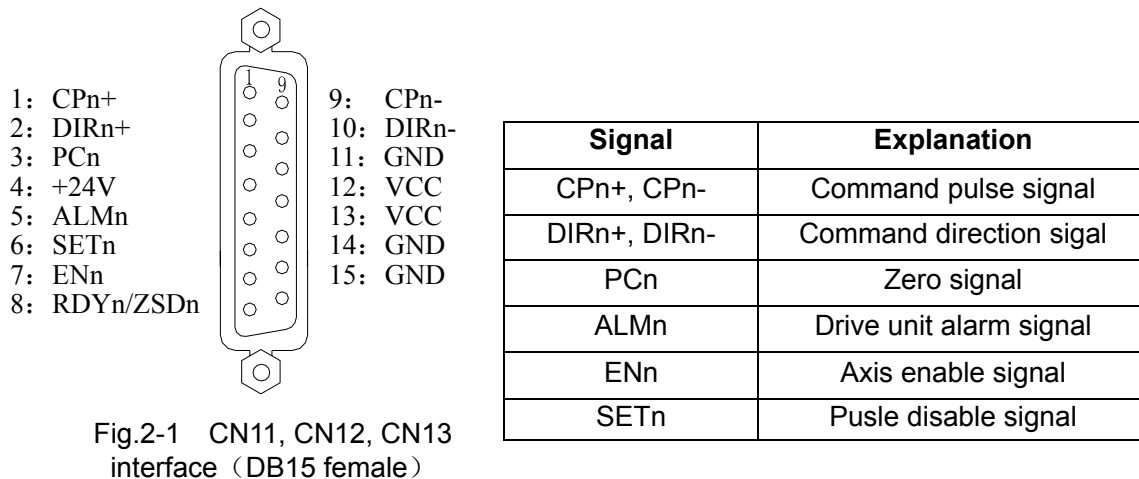 1 9
1： CPn+
2： DIRn+
3： PCn
4： +24V
5： ALMn
6： SETn
7： ENn
8： RDYn/ZSDn
9： CPn-
10： DIRn-
11： GND
12： VCC
13： VCC
14： GND
15： GND
Fig.2-1 CN11, CN12, CN13
interface（DB15 female）
Signal Explanation
CPn+, CPn- Command pulse signal
DIRn+, DIRn- Command direction sigal
PCn Zero signal
ALMn Drive unit alarm signal
ENn Axis enable signal
SETn Pusle disable signal